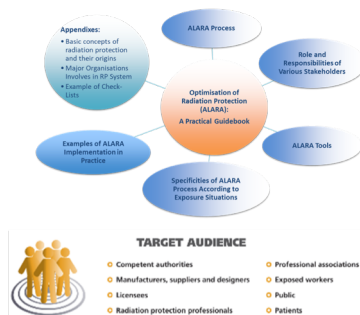 Appendixes:
• Basic concepts of
radiation protection
and their origins
• Major Organisations
Involves in RP System
• Example of Check-
Lists
ALARA Process
Role and
Responsibilities of
Various Stakeholders
Optimisation of
Radiation Protection
(ALARA):
A Practical Guidebook
ALARA Tools
Examples of ALARA
Implementation in
Practice
Specificities of ALARA
Process According to
Exposure Situations
TARGET AUDIENCE
Competent authorities
Manufacturers, suppliers and designers
Licensees
Radiation protection professionals
Professional associations
Exposed workers
Public
Patients